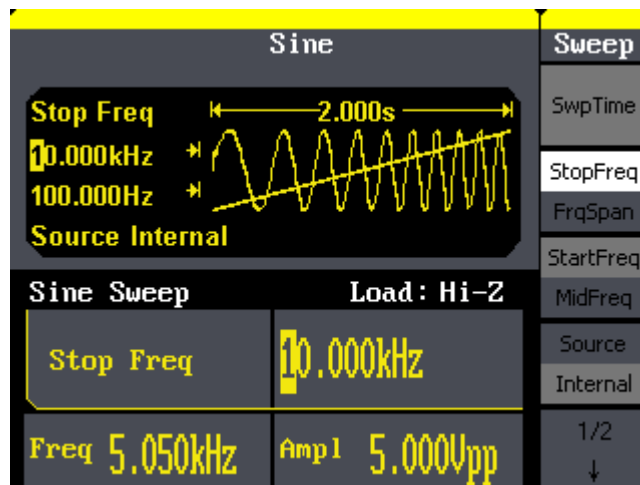 Sine
Sweep
Stop Freq
2.000s
10.000kHz
100.000Hz
Source Internal
SwpTime
StopFreq
FrqSpan
StartFreq
MidFreq
Source
Internal
1/2
Sine Sweep
Load: Hi-Z
Stop Freq
10.000kHz
Freq 5.050kHz
Ampl 5.000Vpp